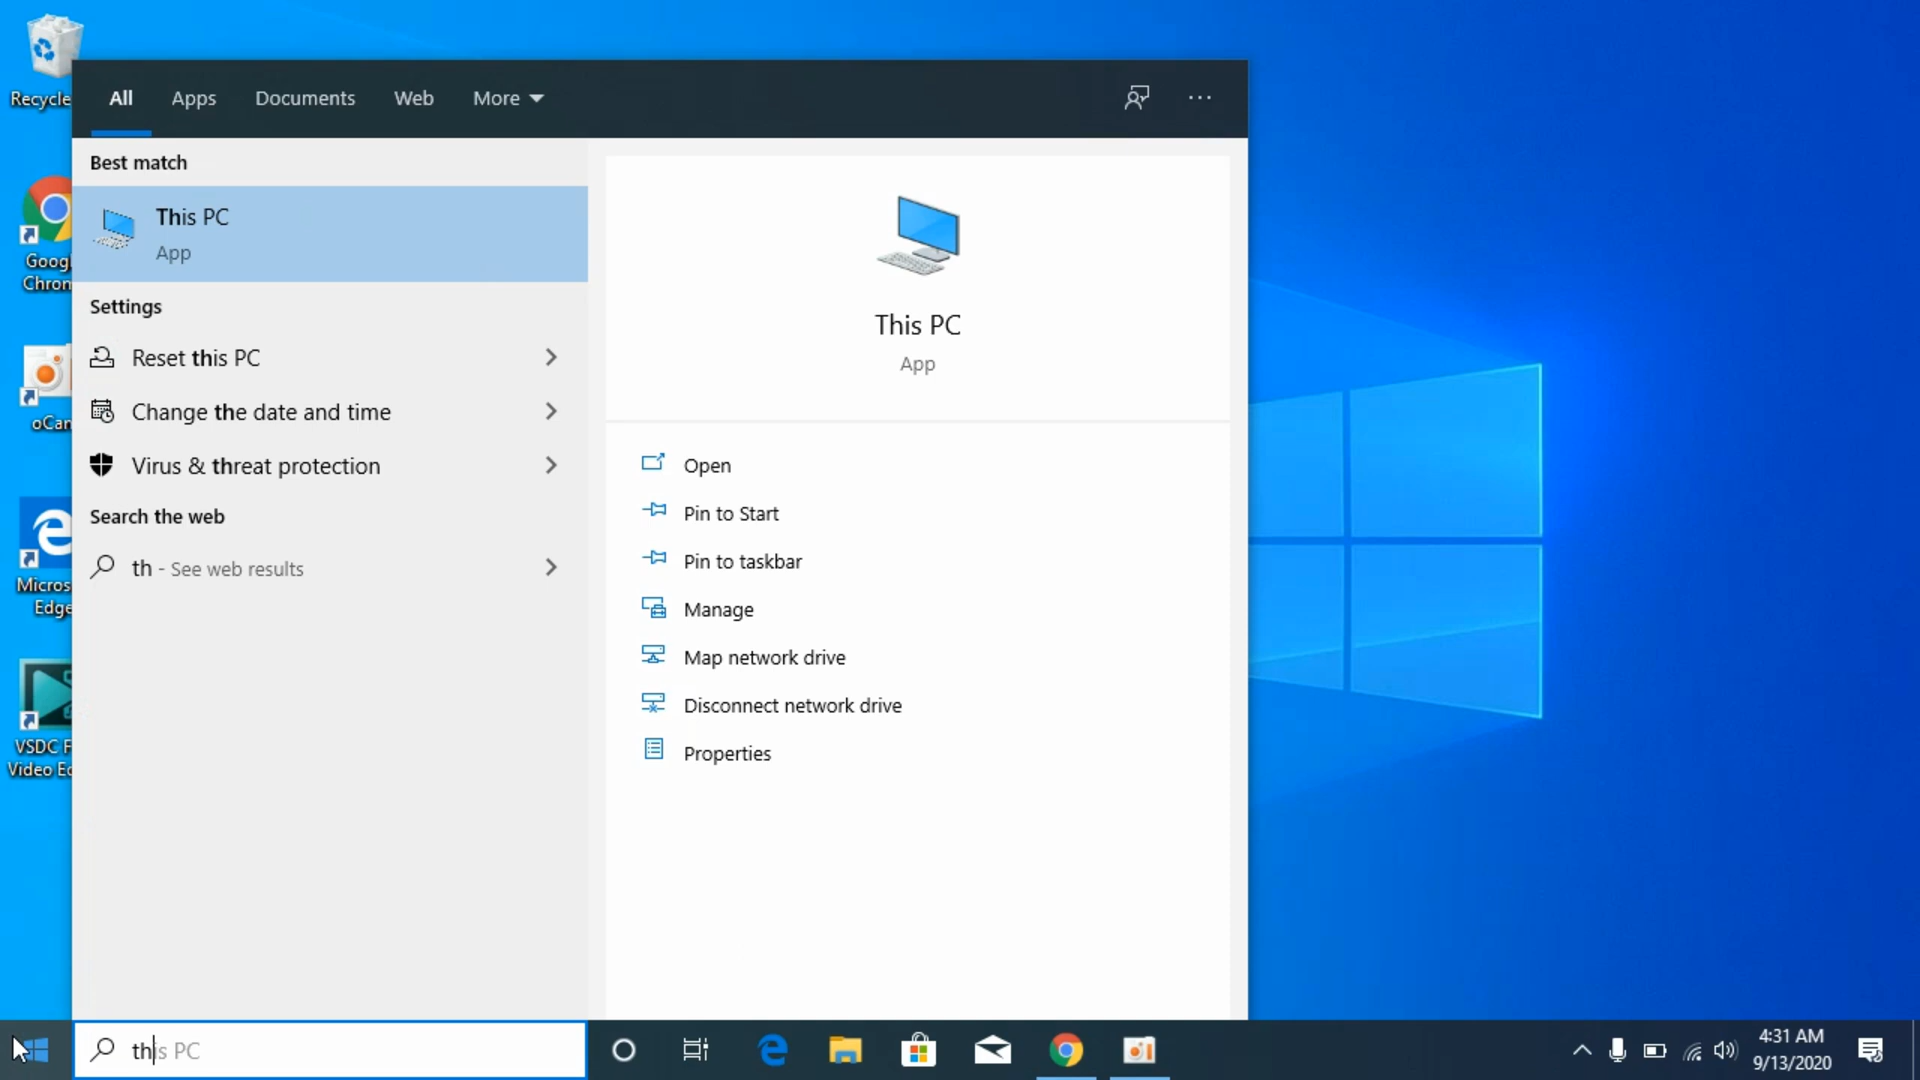 Recycle
Googl
Chrom
oCam
Micros
Edge
VSDC F
Video Ed
All
Apps
Documents
Web
More
Best match
This PC
App
Settings
Reset this PC
Change the date and time
Virus & threat protection
Search the web
th - See web results
This PC
App
Open
Pin to Start
Pin to taskbar
Manage
Map network drive
Disconnect network drive
Properties
this PC
4:31 AM
9/13/2020